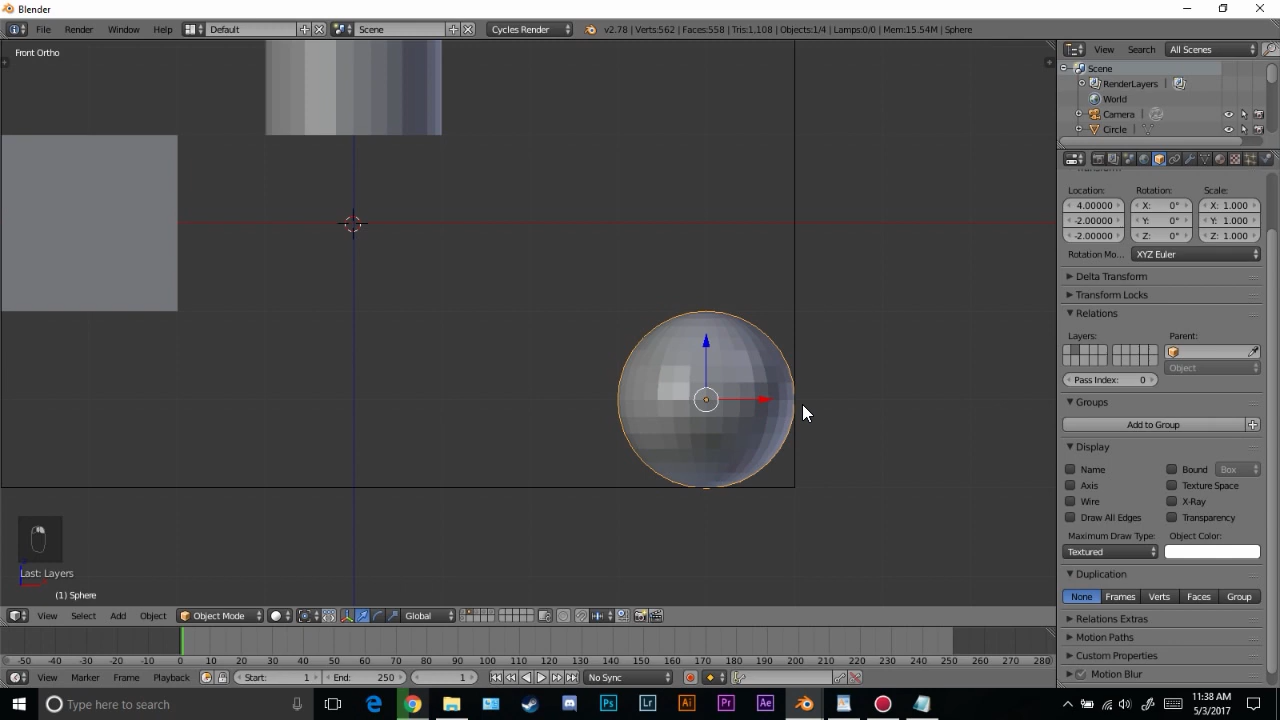 Blender
File Render Window Help Default Scene Cycles Render v2.78 | Verts:562 | Faces:558 | Tris:1,108 | Objects:1/4 | Lamps:0/0 | Mem:15.54M | Sphere
View Search All Scenes
Front Ortho
Scene
RenderLayers
World
Camera
Circle
Location: Rotation: Scale:
4.00000 X: 0° X: 1.000
-2.00000 Y: 0° Y: 1.000
-2.00000 Z: 0° Z: 1.000
Rotation Mo... XYZ Euler
Delta Transform
Transform Locks
Relations
Layers: Parent:
Object
Pass Index: 0
Groups
Add to Group
Display
Name Bound Box
Axis Texture Space
Wire X-Ray
Draw All Edges Transparency
Maximum Draw Type: Object Color:
Textured
Duplication
None Frames Verts Faces Group
Relations Extras
Motion Paths
Custom Properties
Motion Blur
Last: Layers
(1) Sphere
View Select Add Object Object Mode Global
-50 -40 -30 -20 -10 0 10 20 30 40 50 60 70 80 90 100 110 120 130 140 150 160 170 180 190 200 210 220 230 240 250 260 270 280
View Marker Frame Playback Start: 1 End: 250 1 No Sync
Type here to search
Ps Lr Ai Pr Ae
11:38 AM
5/3/2017